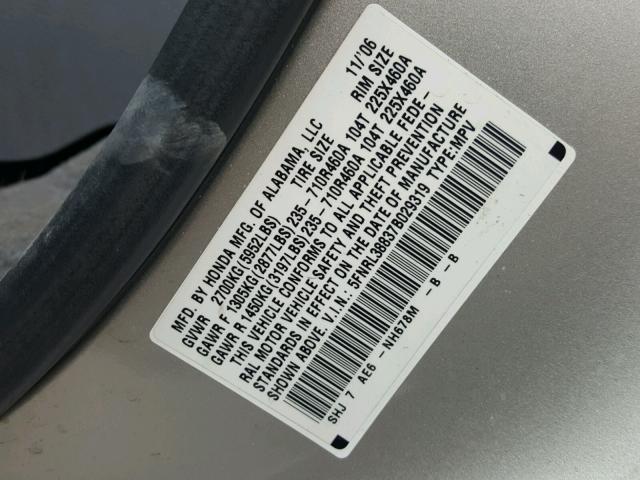 MFD. BY HONDA MFG. OF ALABAMA, LLC 11/'06
GVWR 2700KG(5952LBS) TIRE SIZE RIM SIZE
GAWR F 1305KG(2877LBS)235-710R460A 104T 225X460A
GAWR R 1450KG(3197LBS)235-710R460A 104T 225X460A
THIS VEHICLE CONFORMS TO ALL APPLICABLE FEDE-
RAL MOTOR VEHICLE SAFETY AND THEFT PREVENTION
STANDARDS IN EFFECT ON THE DATE OF MANUFACTURE
SHOWN ABOVE. V.I.N.: 5FNRL38857B029319 TYPE:MPV
SHJ 7 AE6 -NH678M -B -B